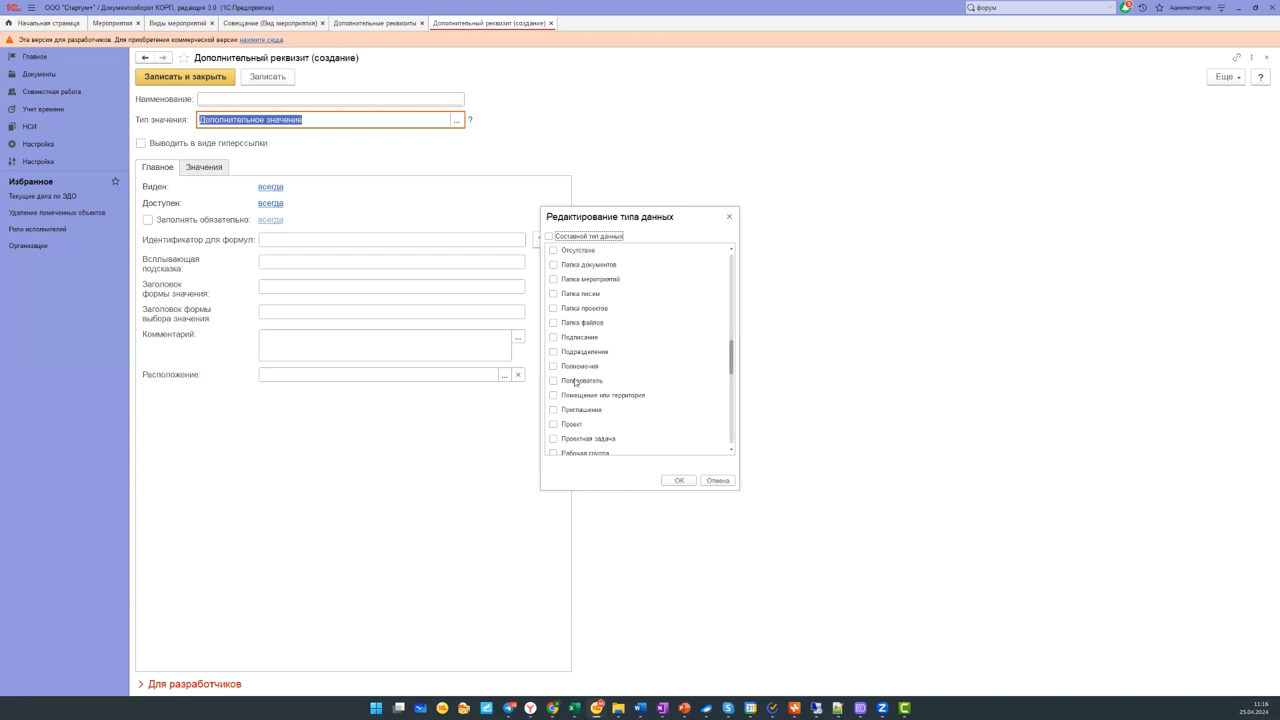 ООО "Стартум+" / Документооборот КОРП, редакция 3.0 (1С:Предприятие)
форум
Администратор
Начальная страница
Мероприятия ×
Виды мероприятий ×
Совещание (Вид мероприятия) ×
Дополнительные реквизиты ×
Дополнительный реквизит (создание) ×
Эта версия для разработчиков. Для приобретения коммерческой версии нажмите сюда.
Главное
Документы
Совместная работа
Учет времени
НСИ
Настройка
Настройка
Избранное
Текущие дела по ЭДО
Удаление помеченных объектов
Роли исполнителей
Организации
Дополнительный реквизит (создание)
Записать и закрыть
Записать
Еще
?
Наименование:
Тип значения:
Дополнительное значение
...
?
Выводить в виде гиперссылки
Главное
Значения
Виден:
всегда
Доступен:
всегда
Заполнять обязательно:
всегда
Идентификатор для формул:
Всплывающая
подсказка:
Заголовок
формы значения:
Заголовок формы
выбора значения:
Комментарий:
...
Расположение:
...
×
Для разработчиков
Редактирование типа данных
×
Составной тип данных
Отсутствие
Папка документов
Папка мероприятий
Папка писем
Папка проектов
Папка файлов
Подписание
Подразделение
Полномочия
Пользователь
Помещение или территория
Приглашение
Проект
Проектная задача
Рабочая группа
ОК
Отмена
11:16
25.04.2024